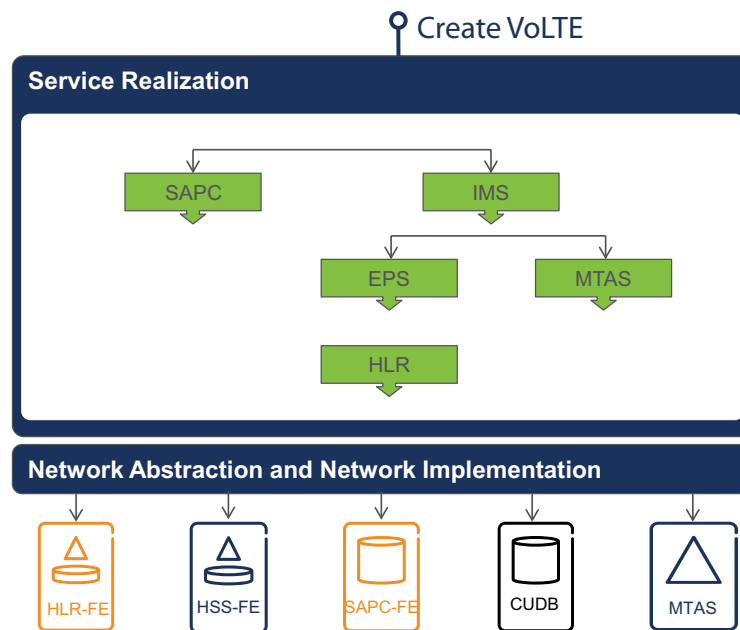 Create VoLTE
Service Realization
SAPC
IMS
EPS
MTAS
HLR
Network Abstraction and Network Implementation
HLR-FE
HSS-FE
SAPC-FE
CUDB
MTAS